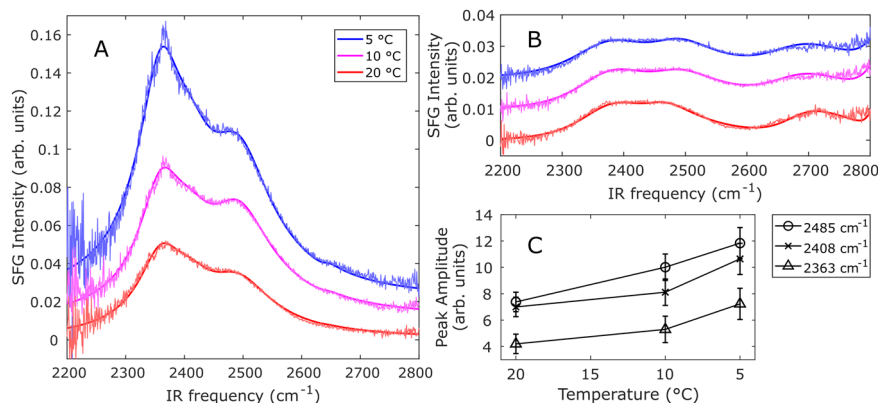 A
5 °C
10 °C
20 °C
0.16
0.14
0.12
0.1
0.08
0.06
0.04
0.02
0
SFG Intensity (arb. units)
2200
2300
2400
2500
2600
2700
2800
IR frequency (cm⁻¹)
B
0.04
0.03
0.02
0.01
0
SFG Intensity
(arb. units)
2200
2300
2400
2500
2600
2700
2800
IR frequency (cm⁻¹)
C
2485 cm⁻¹
2408 cm⁻¹
2363 cm⁻¹
14
12
10
8
6
4
Peak Amplitude
(arb. units)
20
15
10
5
Temperature (°C)